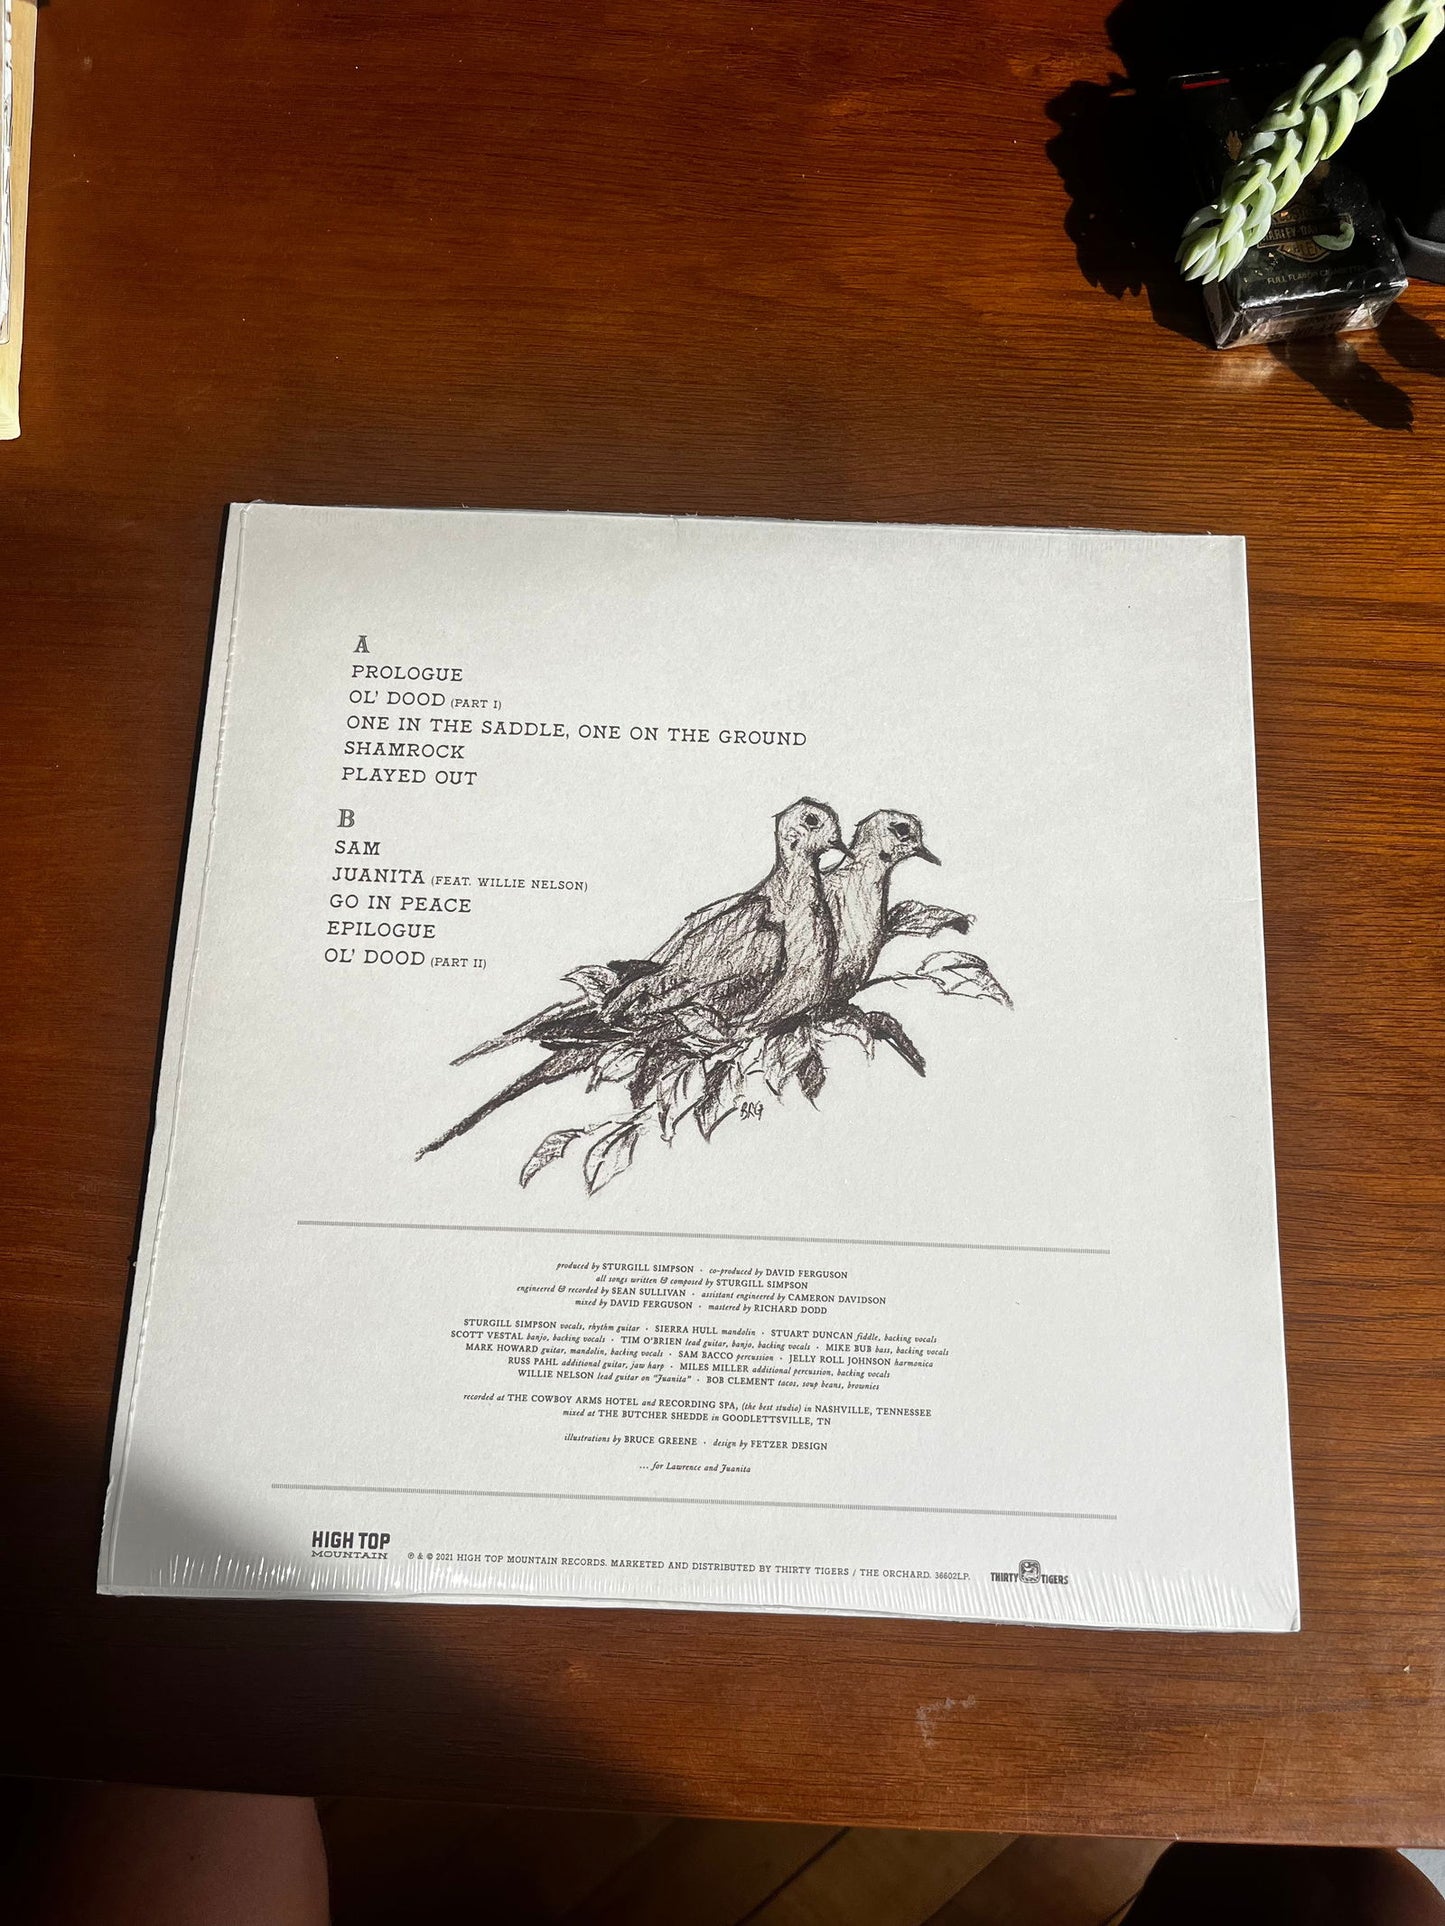 HARLEY-DAVIDSON
FULL FLAVOR CIGARETTES
A
PROLOGUE
OL' DOOD (PART I)
ONE IN THE SADDLE, ONE ON THE GROUND
SHAMROCK
PLAYED OUT
B
SAM
JUANITA (FEAT. WILLIE NELSON)
GO IN PEACE
EPILOGUE
OL' DOOD (PART II)
BRG
produced by STURGILL SIMPSON · co-produced by DAVID FERGUSON
all songs written & composed by STURGILL SIMPSON
engineered & recorded by SEAN SULLIVAN · assistant engineered by CAMERON DAVIDSON
mixed by DAVID FERGUSON · mastered by RICHARD DODD
STURGILL SIMPSON vocals, rhythm guitar · SIERRA HULL mandolin · STUART DUNCAN fiddle, backing vocals
SCOTT VESTAL banjo, backing vocals · TIM O'BRIEN lead guitar, banjo, backing vocals · MIKE BUB bass, backing vocals
MARK HOWARD guitar, mandolin, backing vocals · SAM BACCO percussion · JELLY ROLL JOHNSON harmonica
RUSS PAHL additional guitar, jaw harp · MILES MILLER additional percussion, backing vocals
WILLIE NELSON lead guitar on "Juanita" · BOB CLEMENT tacos, soup beans, brownies
recorded at THE COWBOY ARMS HOTEL and RECORDING SPA, (the best studio) in NASHVILLE, TENNESSEE
mixed at THE BUTCHER SHEDDE in GOODLETTSVILLE, TN
illustrations by BRUCE GREENE · design by FETZER DESIGN
... for Lawrence and Juanita
HIGH TOP
MOUNTAIN
℗ & © 2021 HIGH TOP MOUNTAIN RECORDS. MARKETED AND DISTRIBUTED BY THIRTY TIGERS / THE ORCHARD. 36602LP.
THIRTY TIGERS